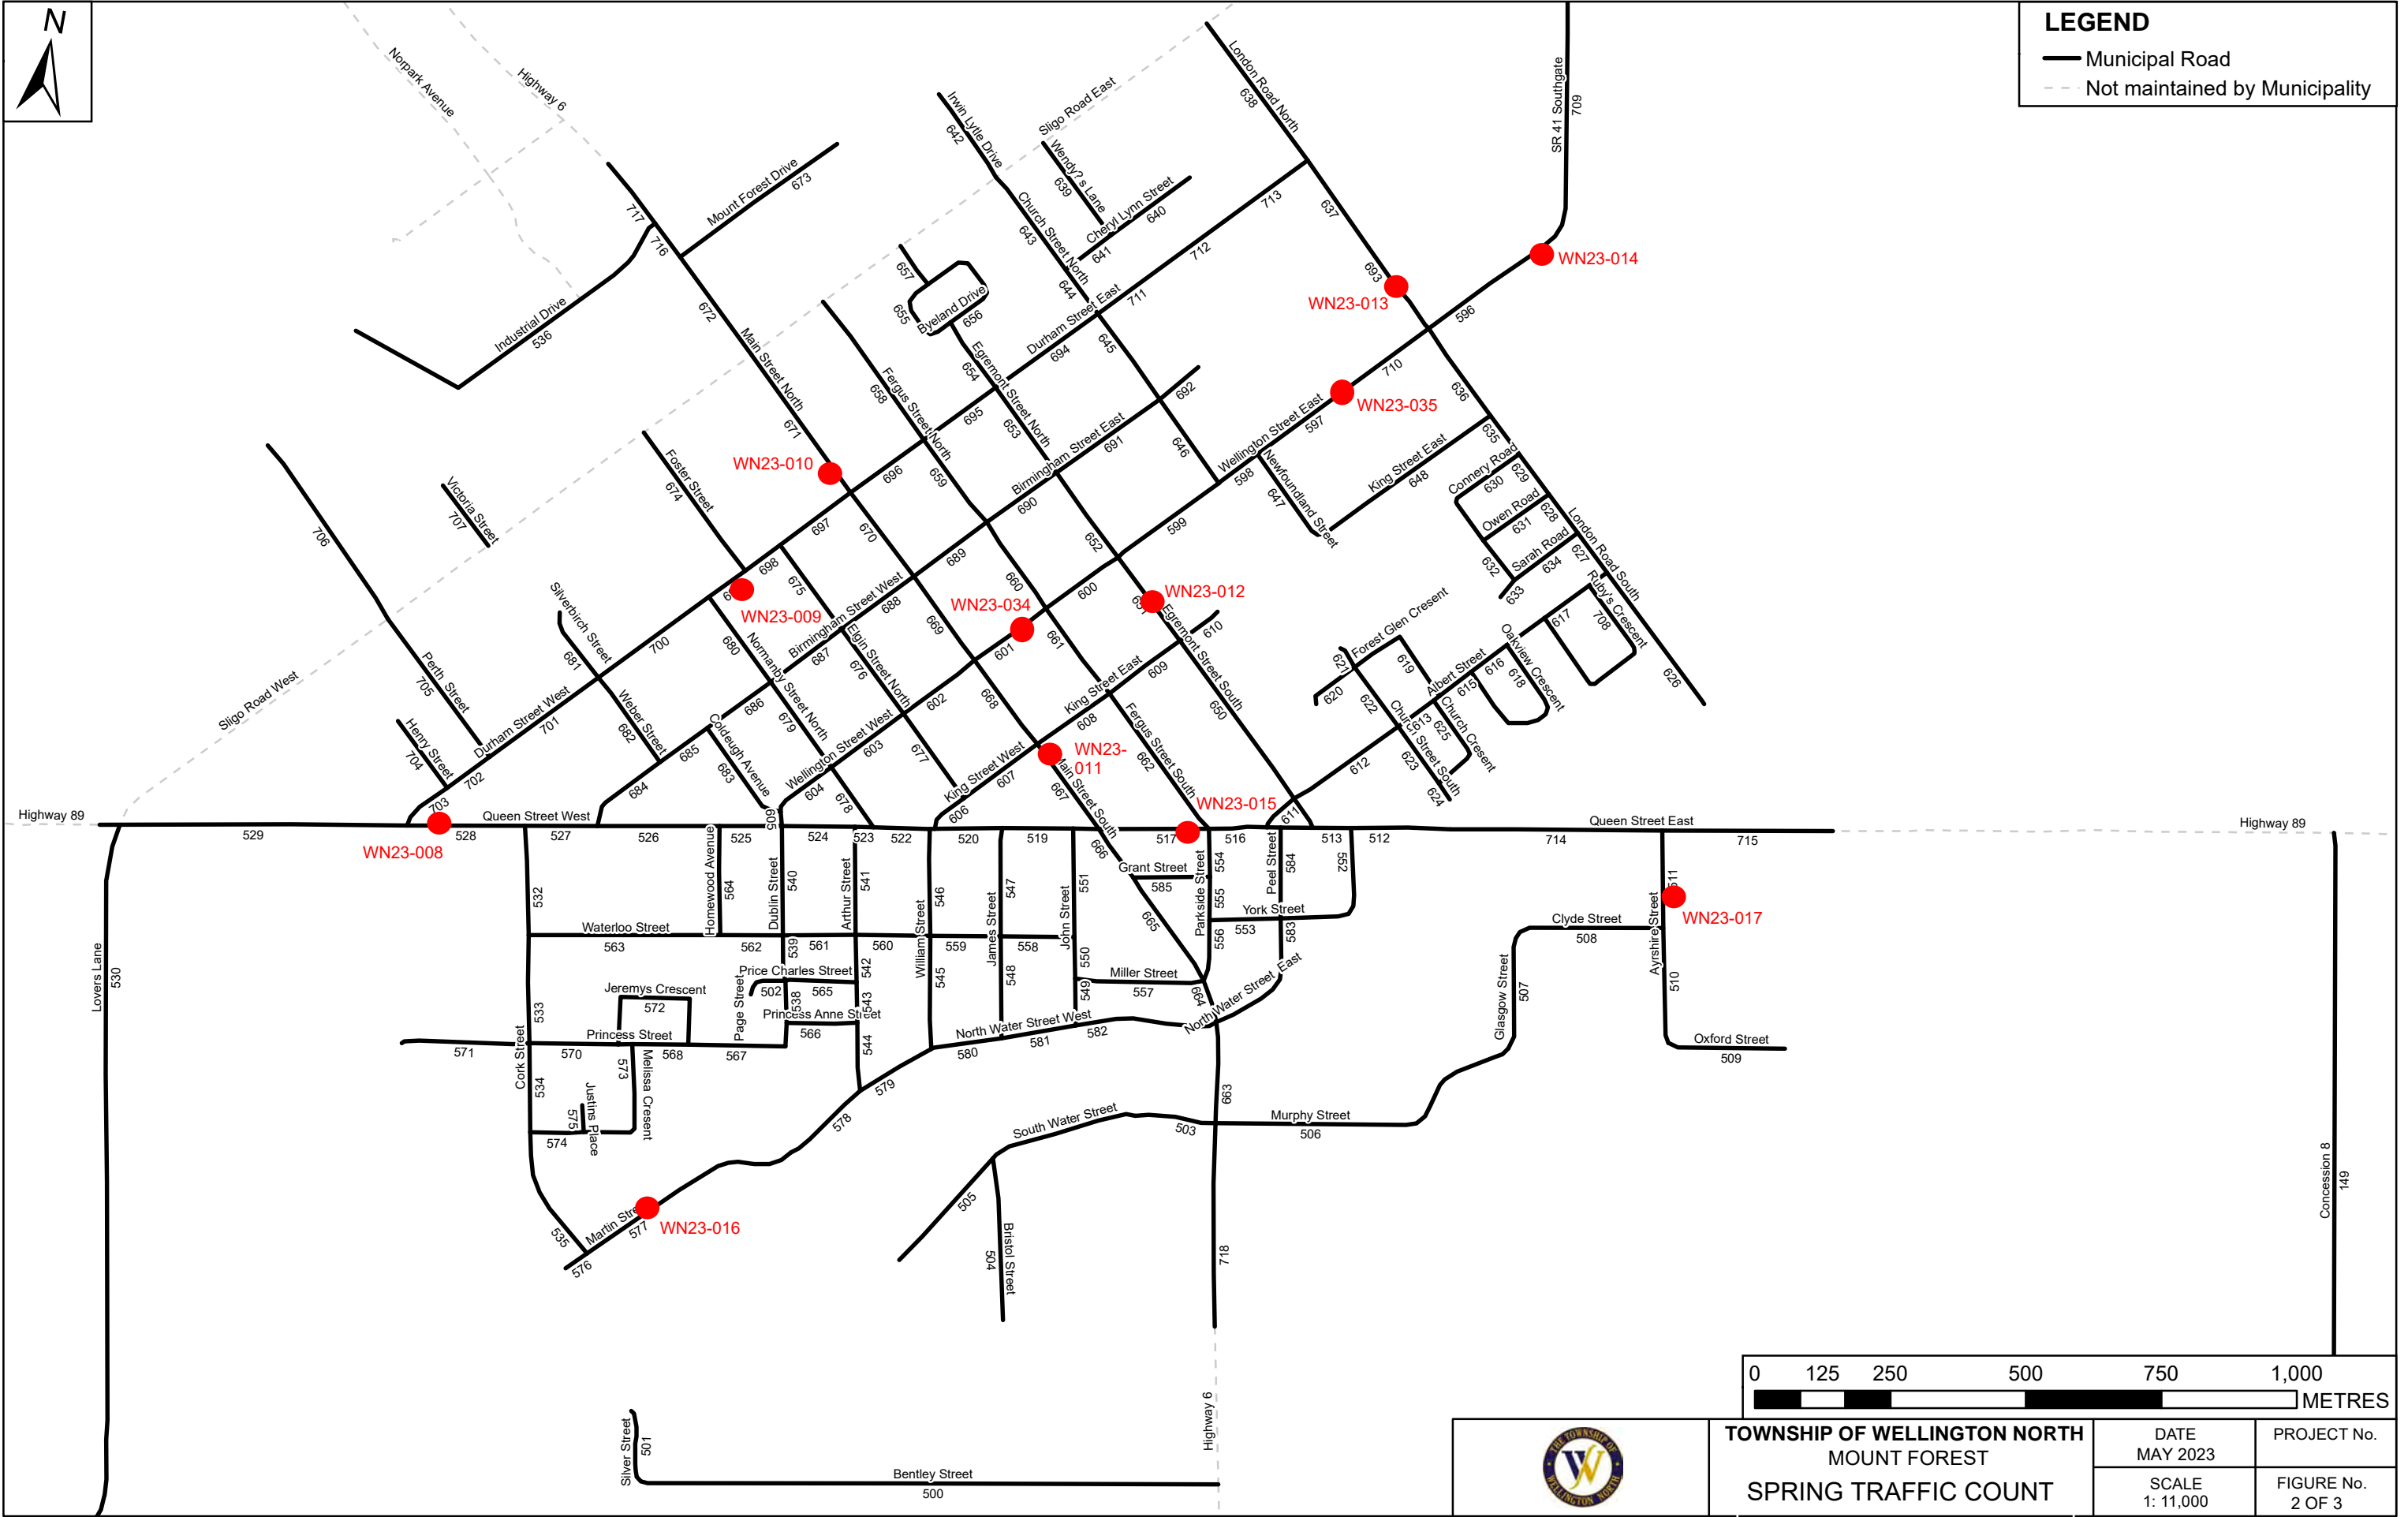 N
LEGEND
Municipal Road
Not maintained by Municipality
Norpark Avenue
Highway 6
717
716
Mount Forest Drive
673
Industrial Drive
536
672
Main Street North
671
WN23-010
Irwin Lytle Drive
642
Sligo Road East
Wendy?s Lane
639
Church Street North
643
Cheryl Lynn Street
640
641
644
London Road North
638
637
693
SR 41 Southgate
709
WN23-014
WN23-013
596
713
712
711
Durham Street East
694
695
696
697
698
657
655
Byeland Drive
656
654
Egremont Street North
653
658
Fergus Street North
659
645
646
692
Birmingham Street East
691
690
689
WN23-035
710
597
Wellington Street East
598
599
600
Newfoundland Street
647
King Street East
648
636
635
Connery Road
629
630
Owen Road
628
631
Sarah Road
627
634
632
633
London Road South
626
Ruby's Crescent
708
617
Foster Street
674
Victoria Street
707
706
Perth Street
705
Silverbirch Street
681
700
WN23-009
675
670
Birmingham Street West
688
687
686
685
684
680
Normanby Street North
679
Elgin Street North
676
677
678
669
668
660
661
652
WN23-034
601
602
WN23-012
Egremont Street South
650
610
609
King Street East
608
Fergus Street South
662
Forest Glen Cresent
621
620
619
622
Albert Street
615
616
618
Oakview Crescent
613
625
Church Crescent
Church Street South
623
624
612
611
Sligo Road West
Henry Street
704
Durham Street West
701
702
703
Weber Street
682
Coldeugh Avenue
683
Wellington Street West
603
604
605
King Street West
607
606
WN23-
011
Main Street South
667
666
WN23-015
Highway 89
529
528
Queen Street West
527
526
525
524
523
522
520
519
517
516
513
512
Queen Street East
714
715
Highway 89
WN23-008
532
Homewood Avenue
564
Dublin Street
540
Arthur Street
541
546
547
551
Grant Street
585
Parkside Street
554
555
556
Peel Street
584
583
552
York Street
553
665
Waterloo Street
563
562
539
561
560
William Street
559
James Street
558
John Street
550
545
548
549
542
543
544
Price Charles Street
502
565
538
Page Street
Princess Anne Street
566
Jeremys Crescent
572
Princess Street
571
570
568
567
533
Cork Street
534
573
Melissa Cresent
Justins Place
575
574
Miller Street
557
664
North Water Street West
580
581
582
North Water Street East
579
578
663
535
Martin Stre
577
576
WN23-016
South Water Street
503
505
504
Bristol Street
Murphy Street
506
507
Glasgow Street
Clyde Street
508
Ayrshire Street
511
510
WN23-017
Oxford Street
509
Lovers Lane
530
718
Highway 6
Concession 8
149
Silver Street
501
Bentley Street
500
0 125 250 500 750 1,000
METRES
THE TOWNSHIP OF
WELLINGTON NORTH
TOWNSHIP OF WELLINGTON NORTH
MOUNT FOREST
SPRING TRAFFIC COUNT
DATE
MAY 2023
PROJECT No.
SCALE
1: 11,000
FIGURE No.
2 OF 3